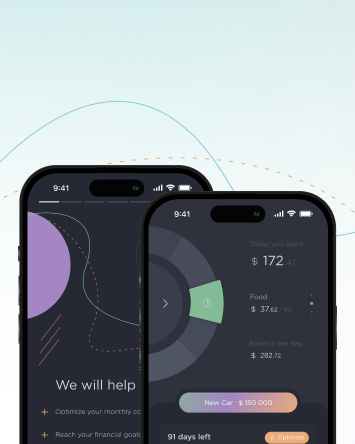 9:41
We will help
Optimize your monthly co
Reach your financial goals
9:41
Today you spent
$ 172.47
Food
$ 37.62 / 6%
Balance per day
$ 282.72
New Car $ 150 000
91 days left
Optimize